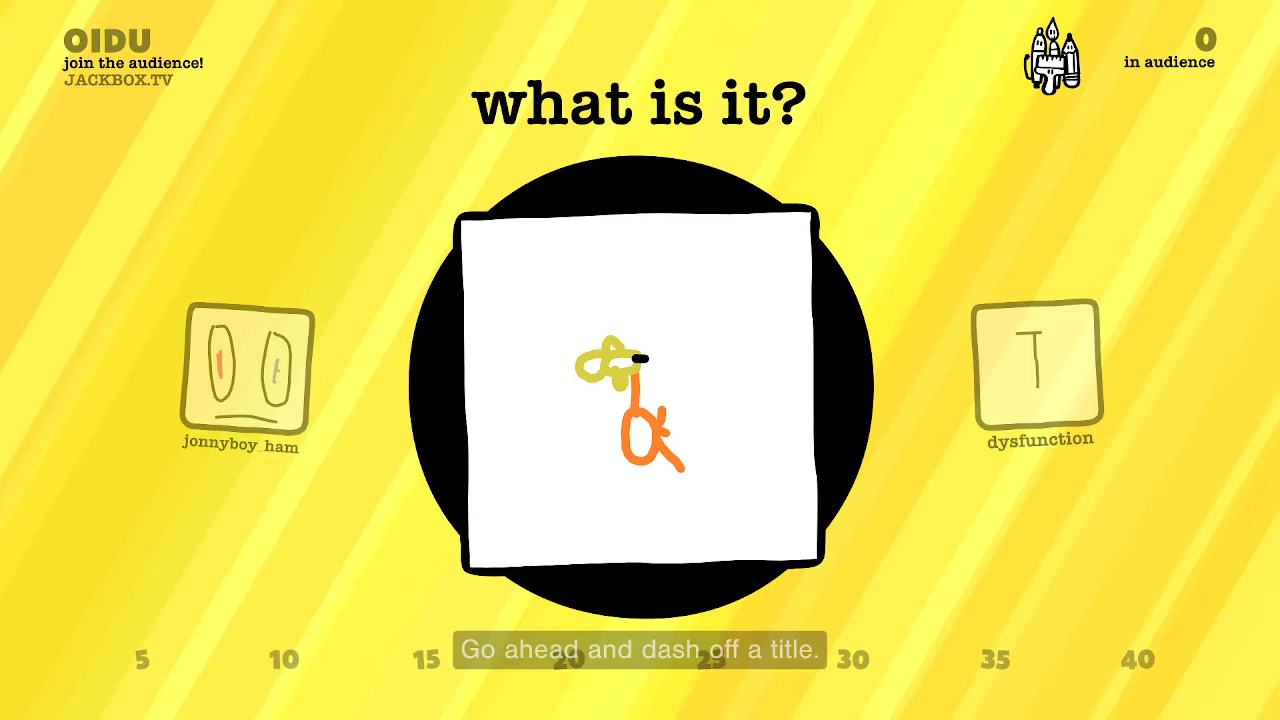 OIDU
join the audience!
JACKBOX.TV
0
in audience
what is it?
jonnyboy_ham
T
dysfunction
5 10 15 20 25 30 35 40
Go ahead and dash off a title.